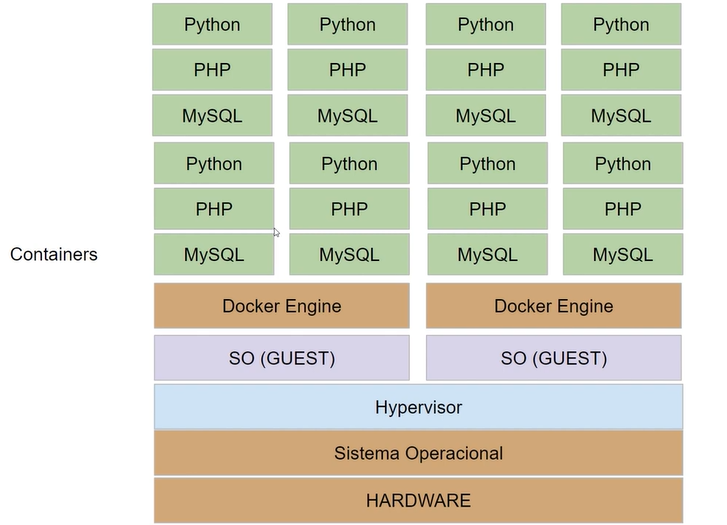 Python Python Python Python
PHP PHP PHP PHP
MySQL MySQL MySQL MySQL
Python Python Python Python
PHP PHP PHP PHP
Containers MySQL MySQL MySQL MySQL
Docker Engine Docker Engine
SO (GUEST) SO (GUEST)
Hypervisor
Sistema Operacional
HARDWARE